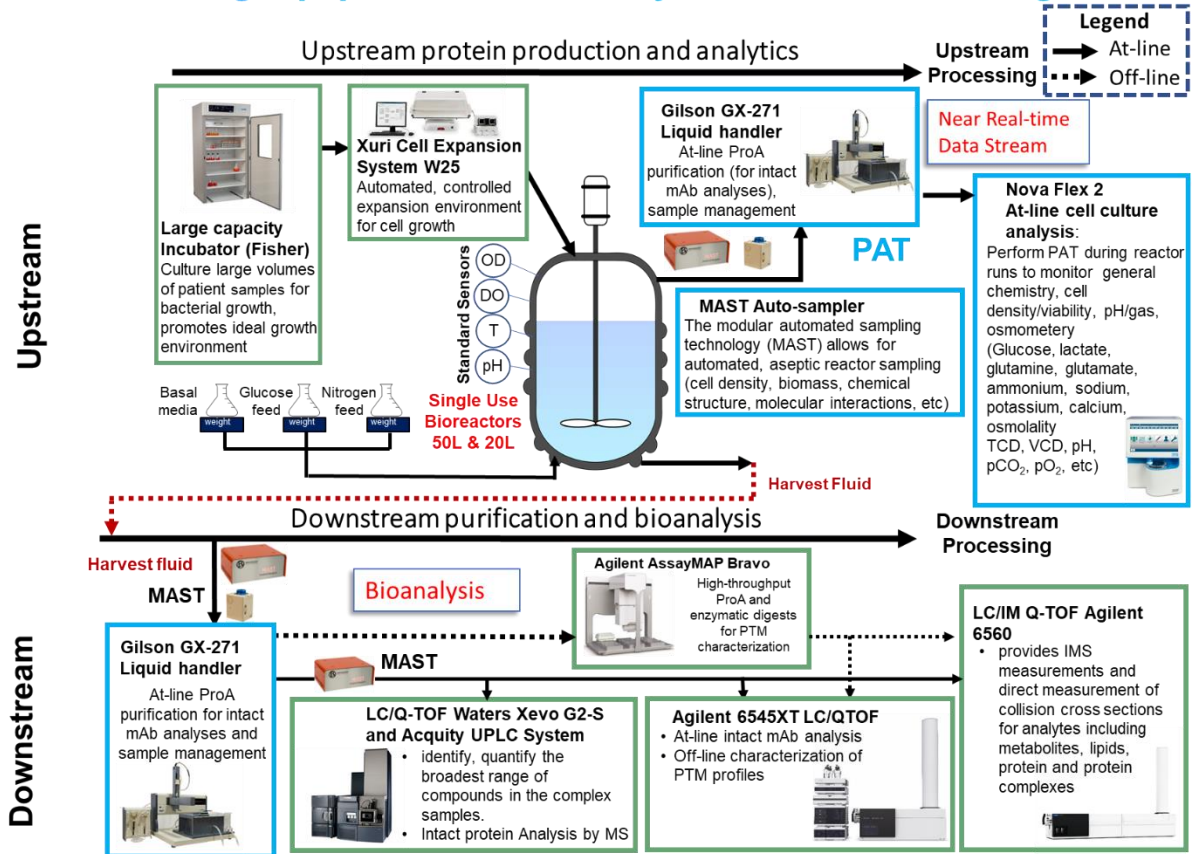 Legend
At-line
Off-line
Upstream protein production and analytics
Upstream
Processing
Upstream
Large capacity
Incubator (Fisher)
Culture large volumes
of patient samples for
bacterial growth,
promotes ideal growth
environment
Xuri Cell Expansion
System W25
Automated, controlled
expansion environment
for cell growth
Standard Sensors
OD
DO
T
pH
Gilson GX-271
Liquid handler
At-line ProA
purification (for intact
mAb analyses),
sample management
PAT
Near Real-time
Data Stream
MAST Auto-sampler
The modular automated sampling
technology (MAST) allows for
automated, aseptic reactor sampling
(cell density, biomass, chemical
structure, molecular interactions, etc)
Nova Flex 2
At-line cell culture
analysis:
Perform PAT during reactor
runs to monitor general
chemistry, cell
density/viability, pH/gas,
osmometery
(Glucose, lactate,
glutamine, glutamate,
ammonium, sodium,
potassium, calcium,
osmolality
TCD, VCD, pH,
pCO₂, pO₂, etc)
Basal
media
Glucose
feed
Nitrogen
feed
weight
weight
weight
Single Use
Bioreactors
50L & 20L
Harvest Fluid
Downstream purification and bioanalysis
Downstream
Processing
Downstream
Harvest fluid
MAST
Bioanalysis
Gilson GX-271
Liquid handler
At-line ProA
purification for intact
mAb analyses and
sample management
MAST
Agilent AssayMAP Bravo
High-throughput
ProA and
enzymatic digests
for PTM
characterization
LC/Q-TOF Waters Xevo G2-S
and Acquity UPLC System
• identify, quantify the
broadest range of
compounds in the complex
samples.
• Intact protein Analysis by MS
Agilent 6545XT LC/QTOF
• At-line intact mAb analysis
• Off-line characterization of
PTM profiles
LC/IM Q-TOF Agilent
6560
• provides IMS
measurements and
direct measurement of
collision cross sections
for analytes including
metabolites, lipids,
protein and protein
complexes